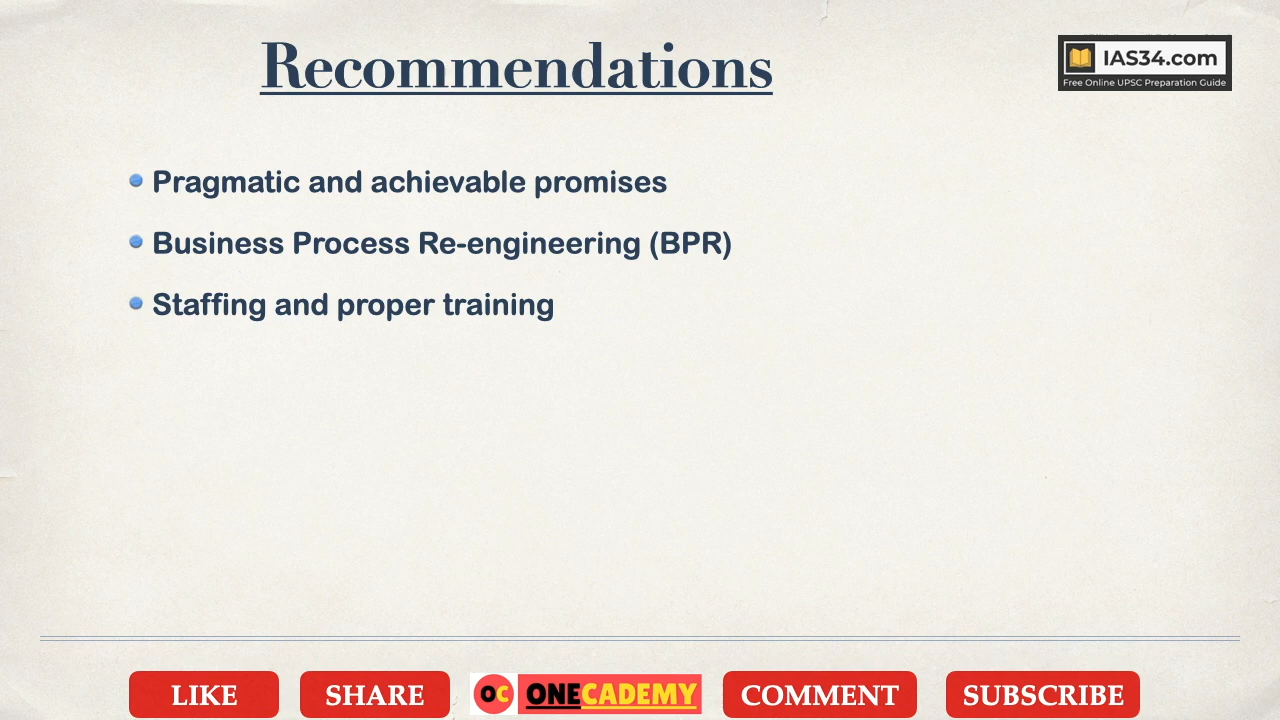 Recommendations
IAS34.com
Free Online UPSC Preparation Guide
Pragmatic and achievable promises
Business Process Re-engineering (BPR)
Staffing and proper training
LIKE
SHARE
OC ONECADEMY
COMMENT
SUBSCRIBE